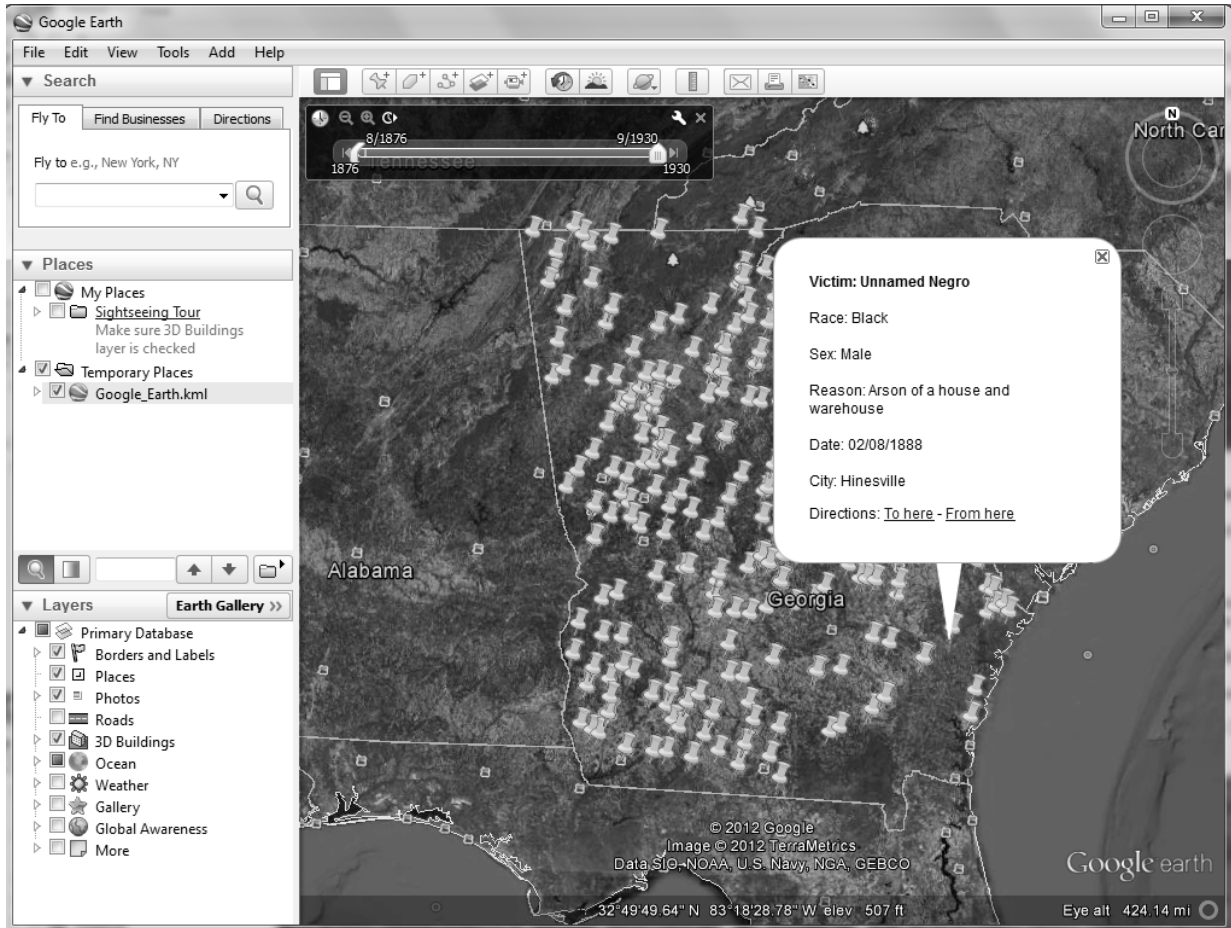 Google Earth
File Edit View Tools Add Help
Search
Fly To Find Businesses Directions
Fly to e.g., New York, NY
Places
My Places
Sightseeing Tour
Make sure 3D Buildings
layer is checked
Temporary Places
Google_Earth.kml
Layers
Earth Gallery >>
Primary Database
Borders and Labels
Places
Photos
Roads
3D Buildings
Ocean
Weather
Gallery
Global Awareness
More
8/1876 9/1930
1876 1930
Tennessee
N
North Car
Victim: Unnamed Negro
Race: Black
Sex: Male
Reason: Arson of a house and
warehouse
Date: 02/08/1888
City: Hinesville
Directions: To here - From here
Alabama
Georgia
© 2012 Google
Image © 2012 TerraMetrics
Data SIO, NOAA, U.S. Navy, NGA, GEBCO
Google earth
32°49'49.64" N 83°18'28.78" W elev 507 ft
Eye alt 424.14 mi